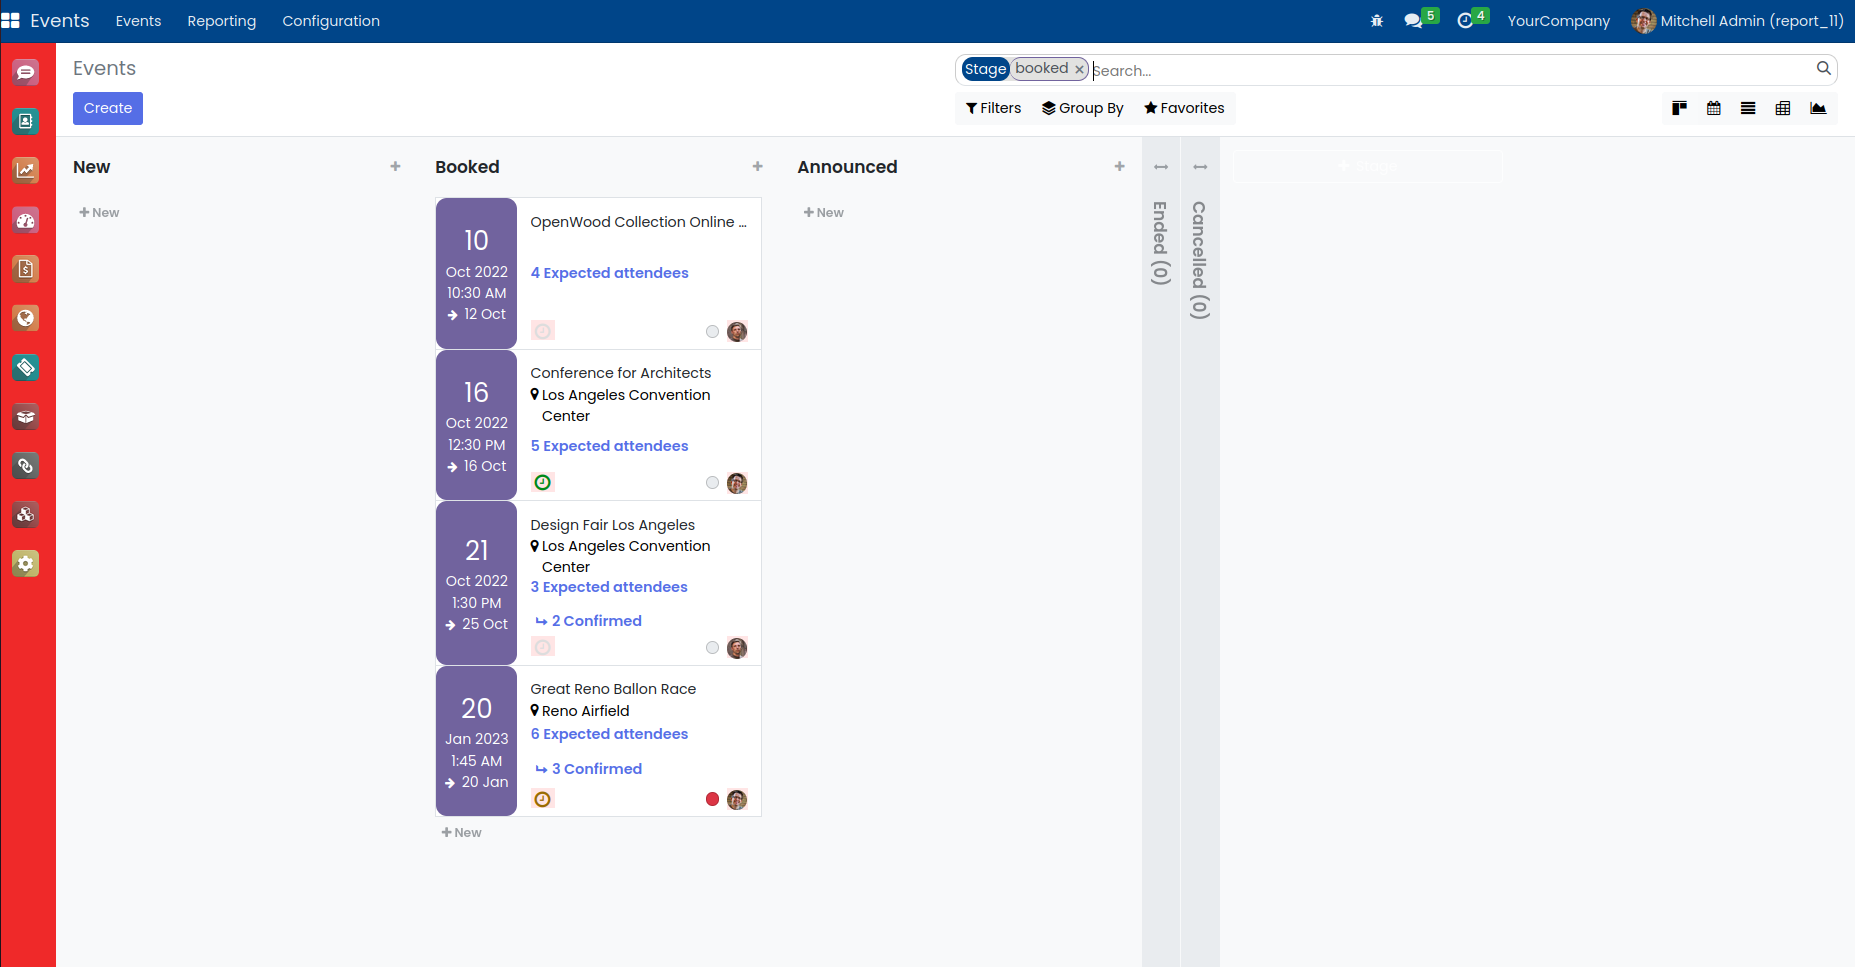 Events Events Reporting Configuration 5 4 YourCompany Mitchell Admin (report_11)
Events
Stage booked × Search...
Create
Filters Group By Favorites
New +
+ New
Booked +
10
Oct 2022
10:30 AM
→ 12 Oct
OpenWood Collection Online ...
4 Expected attendees
16
Oct 2022
12:30 PM
→ 16 Oct
Conference for Architects
Los Angeles Convention
Center
5 Expected attendees
21
Oct 2022
1:30 PM
→ 25 Oct
Design Fair Los Angeles
Los Angeles Convention
Center
3 Expected attendees
2 Confirmed
20
Jan 2023
1:45 AM
→ 20 Jan
Great Reno Ballon Race
Reno Airfield
6 Expected attendees
3 Confirmed
+ New
Announced +
+ New
Ended (0)
Cancelled (0)